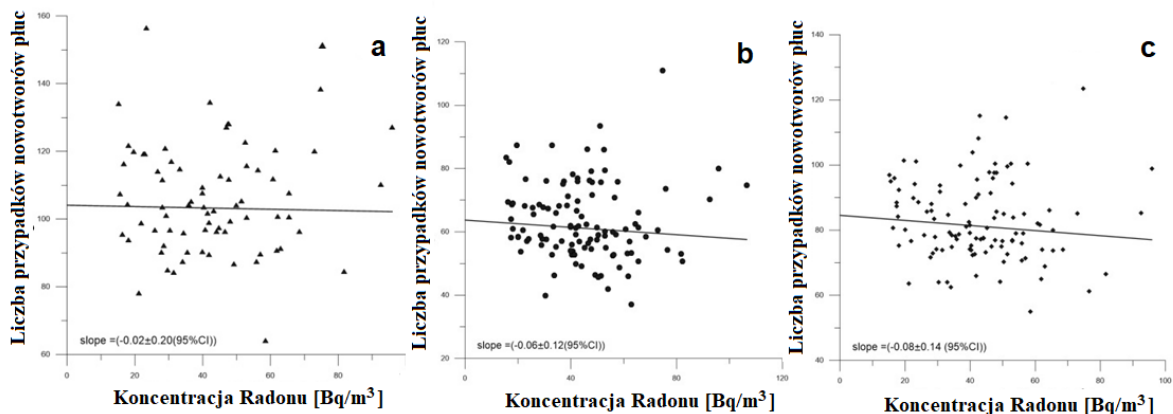 Liczba przypadków nowotworów płuc
160
140
120
100
80
60
a
slope =(-0.02±0.20(95%CI))
0
20
40
60
80
Koncentracja Radonu [Bq/m³]
Liczba przypadków nowotworów płuc
120
100
80
60
40
20
b
slope =(-0.06±0.12(95%CI))
0
40
80
120
Koncentracja Radonu [Bq/m³]
Liczba przypadków nowotworów płuc
140
120
100
80
60
40
c
slope =(-0.08±0.14 (95%CI))
0
20
40
60
80
100
Koncentracja Radonu [Bq/m³]